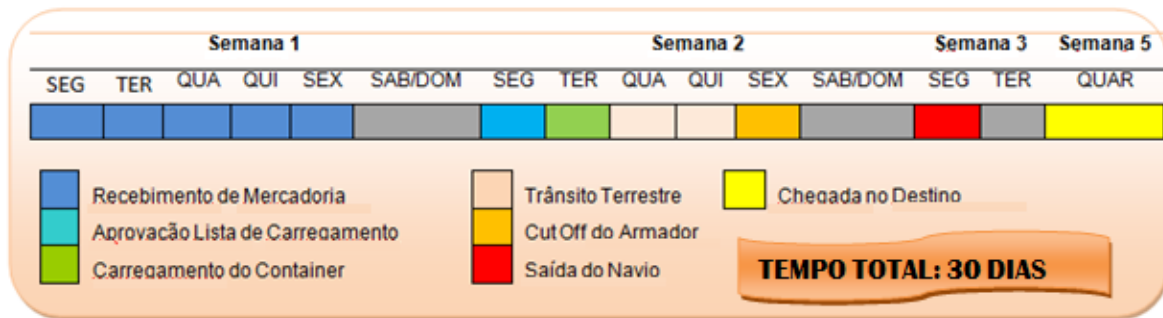 Semana 1 Semana 2 Semana 3 Semana 5
SEG TER QUA QUI SEX SAB/DOM SEG TER QUA QUI SEX SAB/DOM SEG TER QUAR
Recebimento de Mercadoria Trânsito Terrestre Chegada no Destino
Aprovação Lista de Carregamento Cut Off do Armador
Carregamento do Container Saída do Navio
TEMPO TOTAL: 30 DIAS